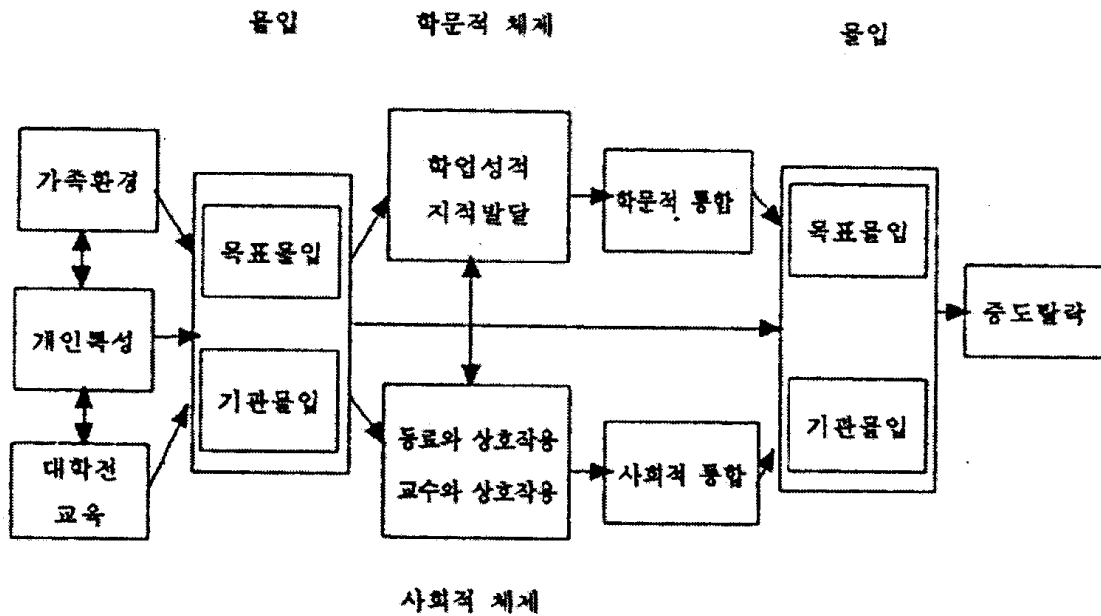 몰입
학문적 체제
몰입
가족환경
개인특성
대학전
교육
목표몰입
기관몰입
학업성적
지적발달
동료와 상호작용
교수와 상호작용
학문적 통합
사회적 통합
목표몰입
기관몰입
중도탈락
사회적 체제